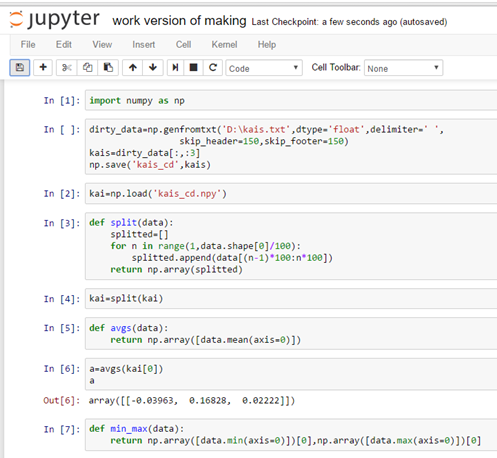 jupyter work version of making Last Checkpoint: a few seconds ago (autosaved)
File Edit View Insert Cell Kernel Help
Code Cell Toolbar: None
In [1]: import numpy as np
In [ ]: dirty_data=np.genfromtxt('D:\kais.txt',dtype='float',delimiter=' ',
skip_header=150,skip_footer=150)
kais=dirty_data[:,:3]
np.save('kais_cd',kais)
In [2]: kai=np.load('kais_cd.npy')
In [3]: def split(data):
splitted=[]
for n in range(1,data.shape[0]/100):
splitted.append(data[(n-1)*100:n*100])
return np.array(splitted)
In [4]: kai=split(kai)
In [5]: def avgs(data):
return np.array([data.mean(axis=0)])
In [6]: a=avgs(kai[0])
a
Out[6]: array([[-0.03963, 0.16828, 0.02222]])
In [7]: def min_max(data):
return np.array([data.min(axis=0)])[0],np.array([data.max(axis=0)])[0]